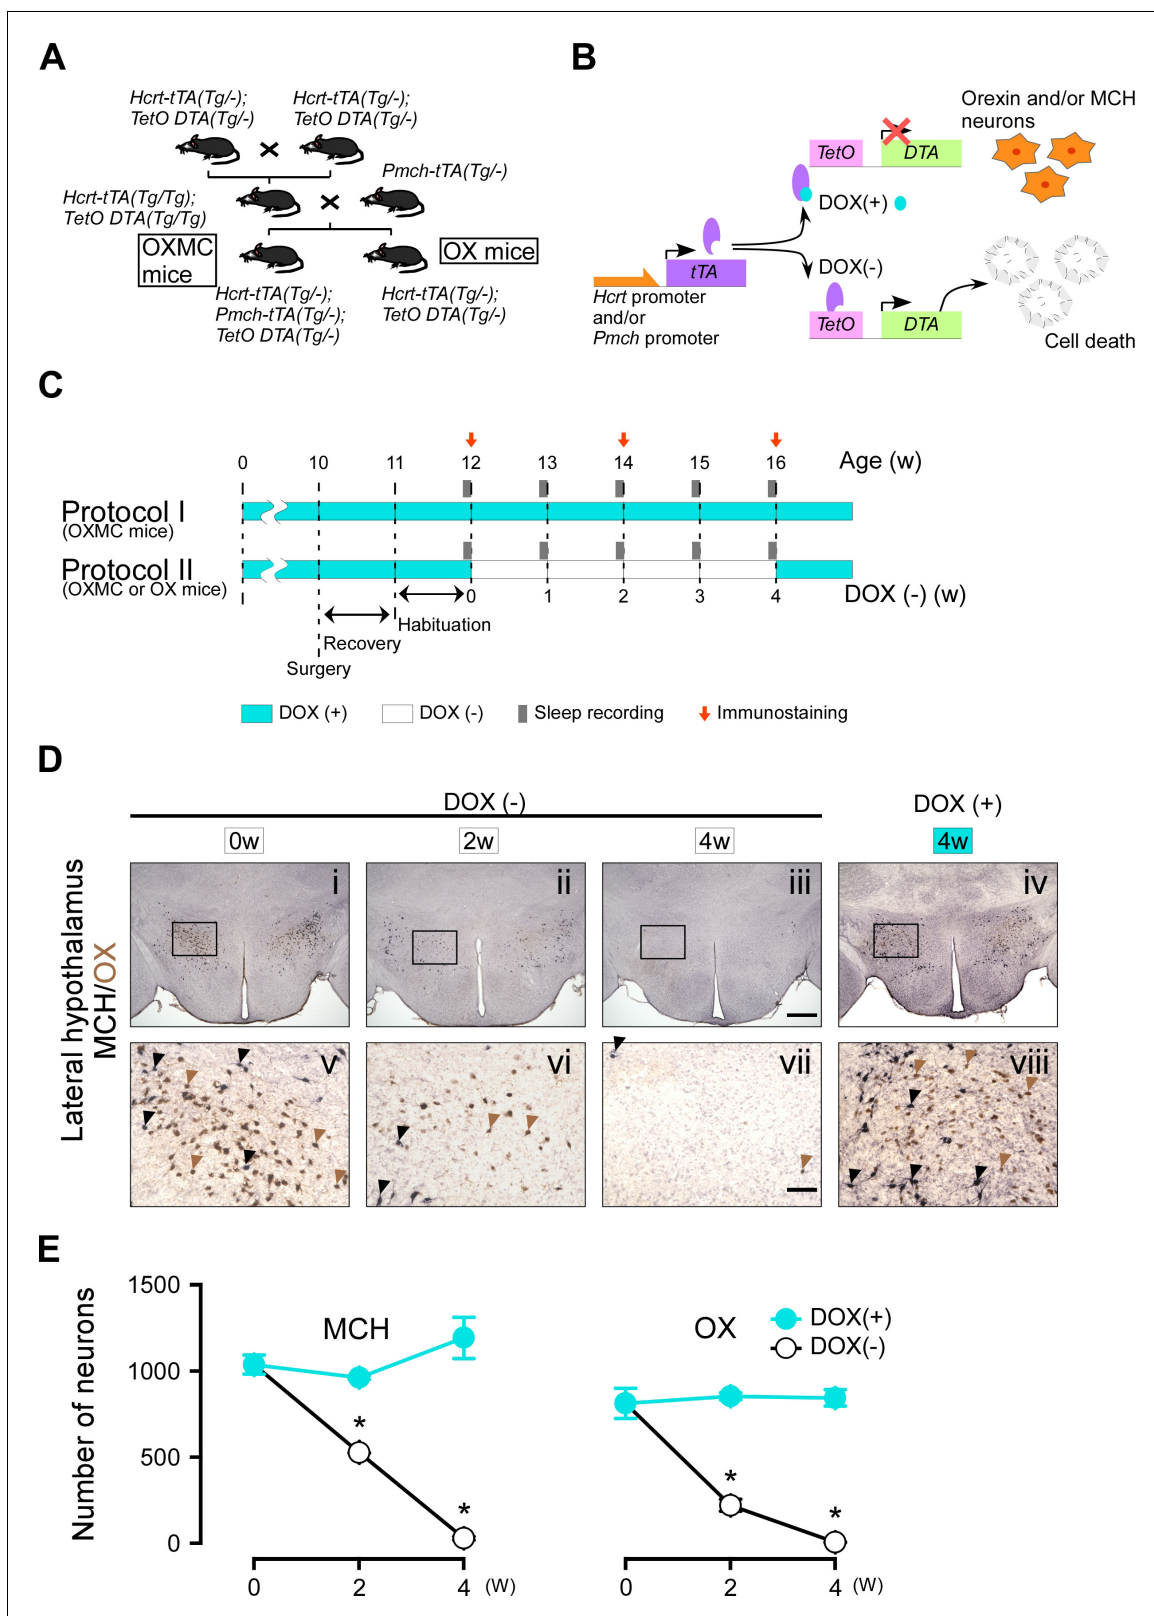 A
Hcrt-tTA(Tg/-);
TetO DTA(Tg/-)
Hcrt-tTA(Tg/-);
TetO DTA(Tg/-)
Pmch-tTA(Tg/-)
Hcrt-tTA(Tg/Tg);
TetO DTA(Tg/Tg)
OXMC
mice
OX mice
Hcrt-tTA(Tg/-);
Pmch-tTA(Tg/-);
TetO DTA(Tg/-)
Hcrt-tTA(Tg/-);
TetO DTA(Tg/-)
B
Orexin and/or MCH
neurons
TetO DTA
DOX(+)
tTA
DOX(-)
Hcrt promoter
and/or
Pmch promoter
TetO DTA
Cell death
C
0 10 11 12 13 14 15 16 Age (w)
Protocol I
(OXMC mice)
Protocol II
(OXMC or OX mice)
0 1 2 3 4 DOX (-) (w)
Habituation
Recovery
Surgery
DOX (+) DOX (-) Sleep recording Immunostaining
D
DOX (-) DOX (+)
0w 2w 4w 4w
Lateral hypothalamus
MCH/OX
i ii iii iv
v vi vii viii
E
Number of neurons
1500
1000
500
0
MCH
*
*
0 2 4 (W)
OX
DOX(+)
DOX(-)
*
*
0 2 4 (W)